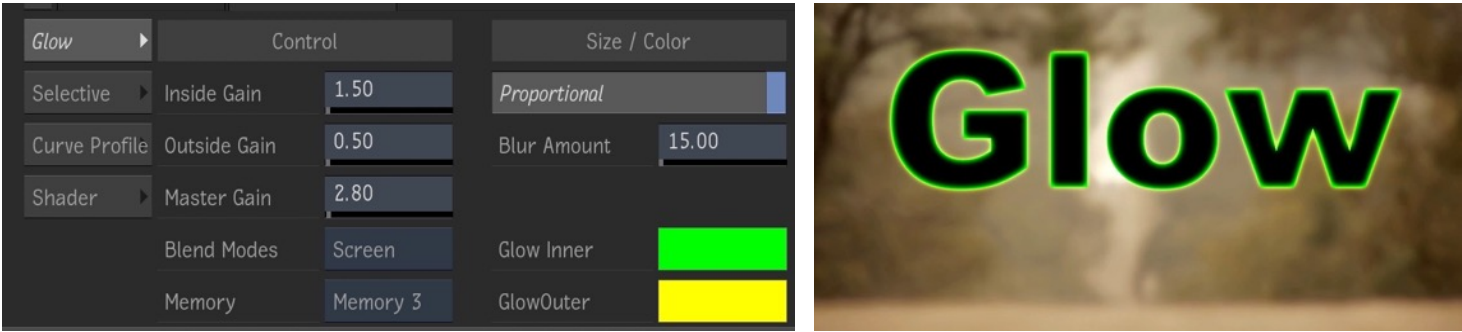 Glow Control Size / Color
Selective Inside Gain 1.50 Proportional
Curve Profile Outside Gain 0.50 Blur Amount 15.00
Shader Master Gain 2.80
Blend Modes Screen Glow Inner
Memory Memory 3 GlowOuter
Glow